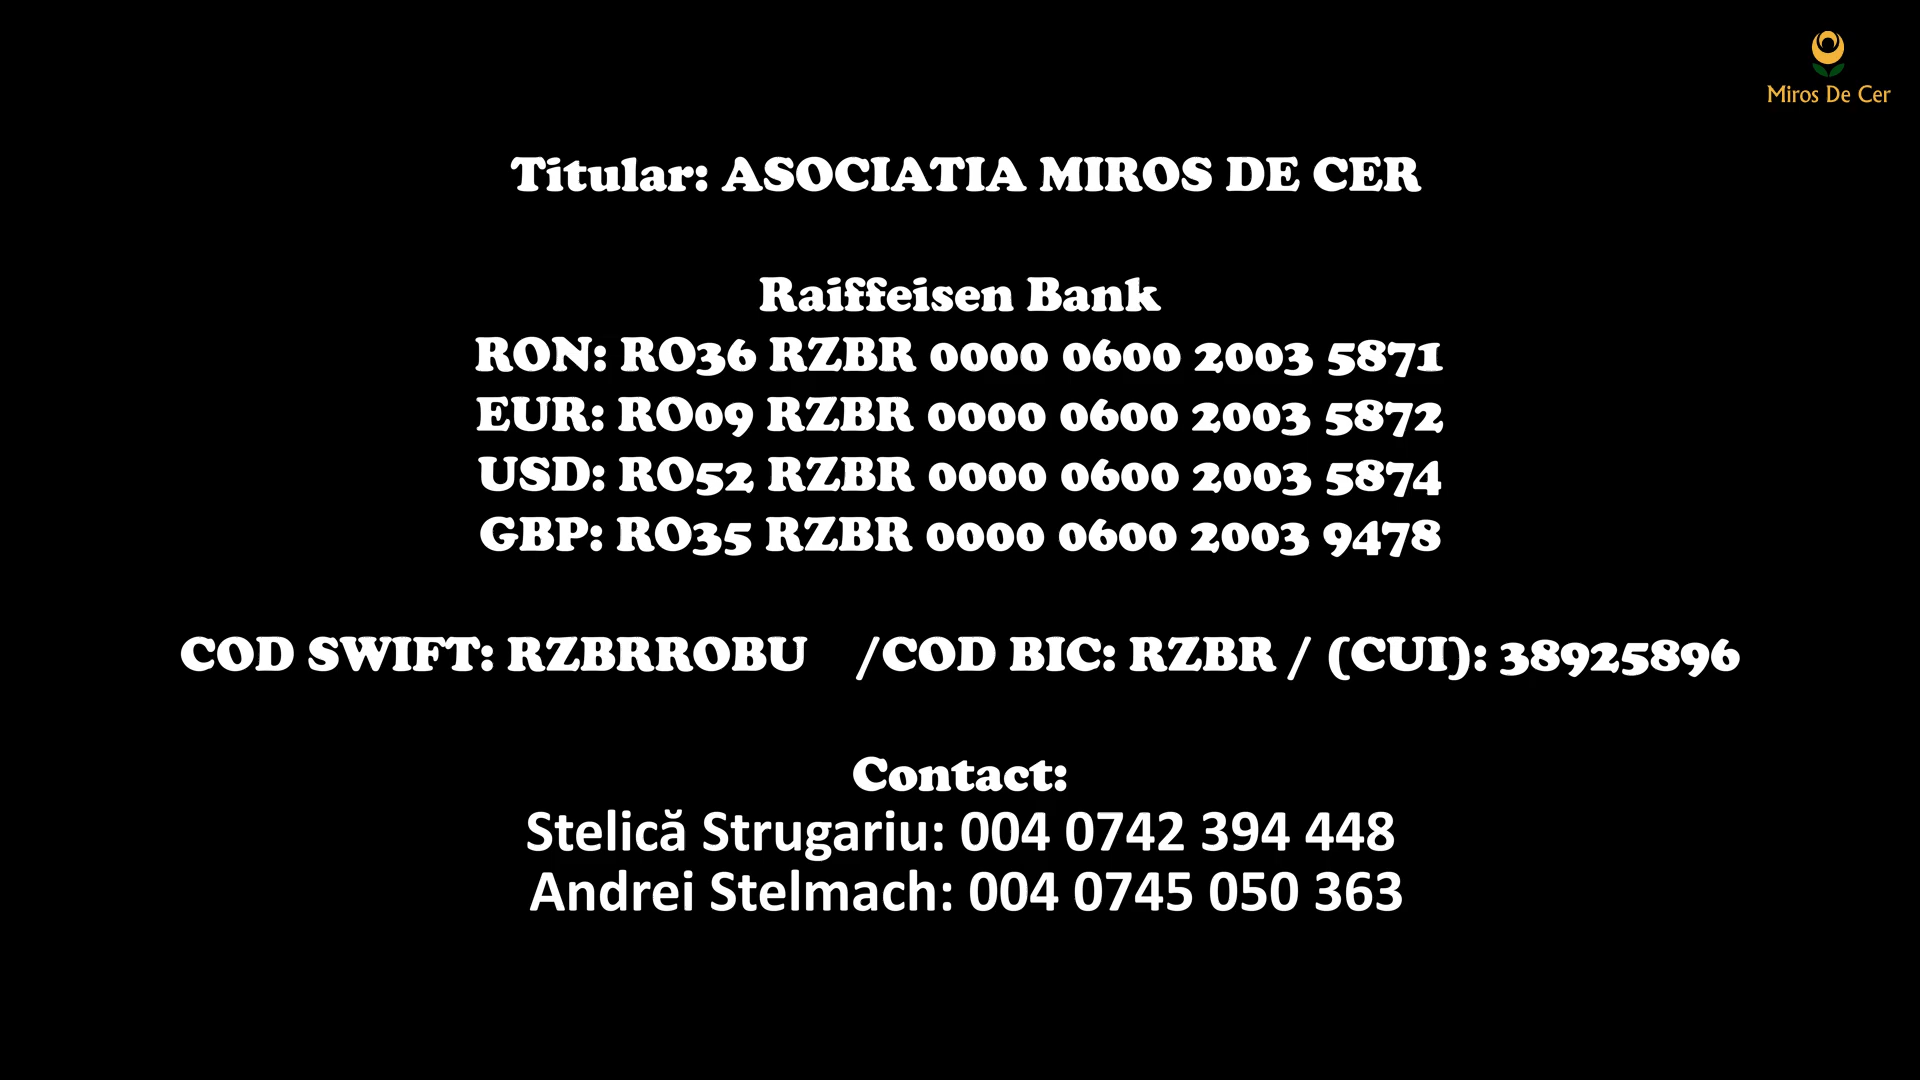 Miros De Cer
Titular: ASOCIATIA MIROS DE CER
Raiffeisen Bank
RON: RO36 RZBR 0000 0600 2003 5871
EUR: RO09 RZBR 0000 0600 2003 5872
USD: RO52 RZBR 0000 0600 2003 5874
GBP: RO35 RZBR 0000 0600 2003 9478
COD SWIFT: RZBRROBU /COD BIC: RZBR / (CUI): 38925896
Contact:
Stelică Strugariu: 004 0742 394 448
Andrei Stelmach: 004 0745 050 363